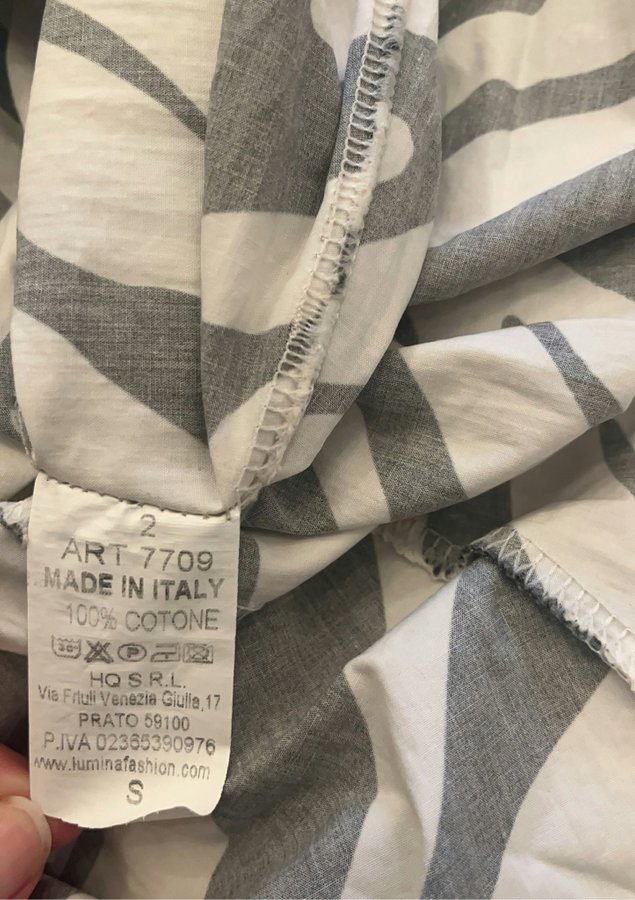 2
ART 7709
MADE IN ITALY
100% COTONE
HQ S.R.L.
Via Friuli Venezia Giulia,17
PRATO 59100
P.IVA 02365390976
www.luminafashion.com
S